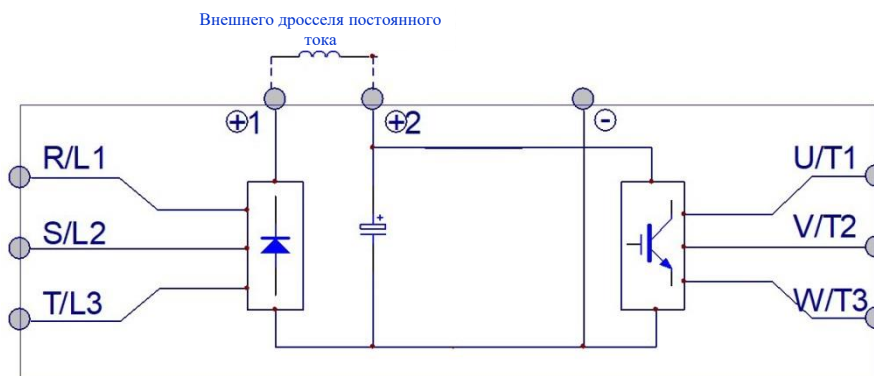 Внешнего дросселя постоянного
тока
⊕1
⊕2
⊖
R/L1
S/L2
T/L3
+
U/T1
V/T2
W/T3